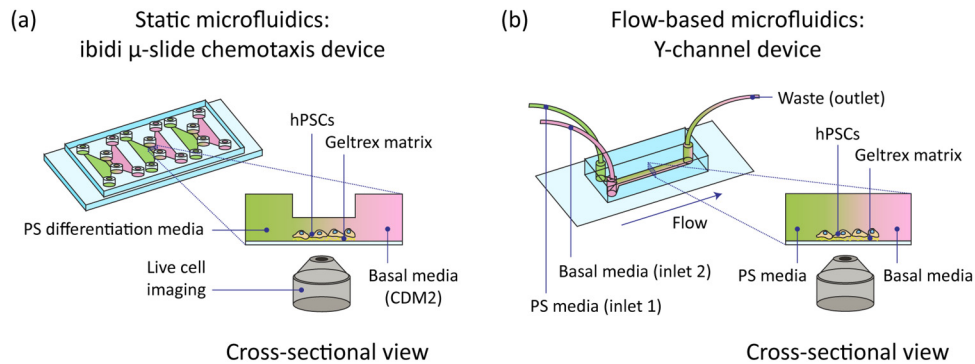 (a)
Static microfluidics:
ibidi μ-slide chemotaxis device
hPSCs
Geltrex matrix
PS differentiation media
Live cell
imaging
Basal media
(CDM2)
Cross-sectional view
(b)
Flow-based microfluidics:
Y-channel device
Waste (outlet)
hPSCs
Geltrex matrix
Flow
Basal media (inlet 2)
PS media (inlet 1)
PS media
Basal media
Cross-sectional view